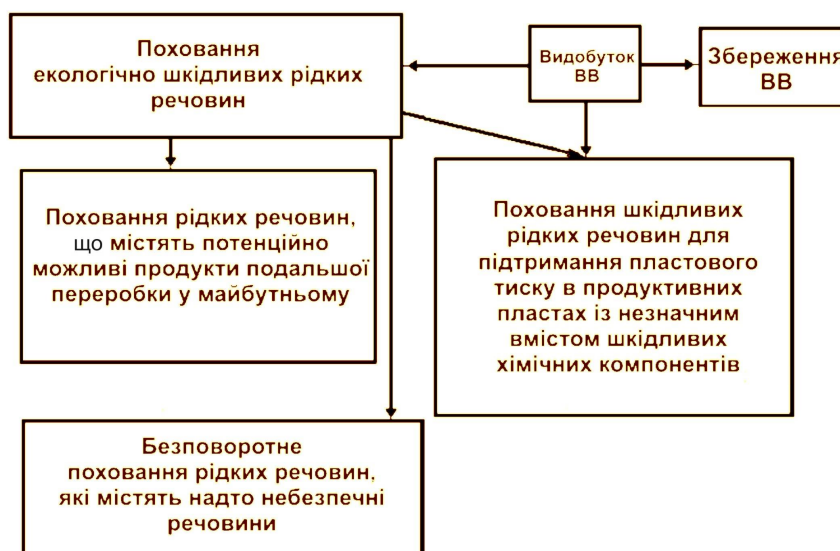 Поховання
екологічно шкідливих рідких
речовин
Видобуток
ВВ
Збереження
ВВ
Поховання рідких речовин,
що містять потенційно
можливі продукти подальшої
переробки у майбутньому
Поховання шкідливих
рідких речовин для
підтримання пластового
тиску в продуктивних
пластах із незначним
вмістом шкідливих
хімічних компонентів
Безповоротне
поховання рідких речовин,
які містять надто небезпечні
речовини